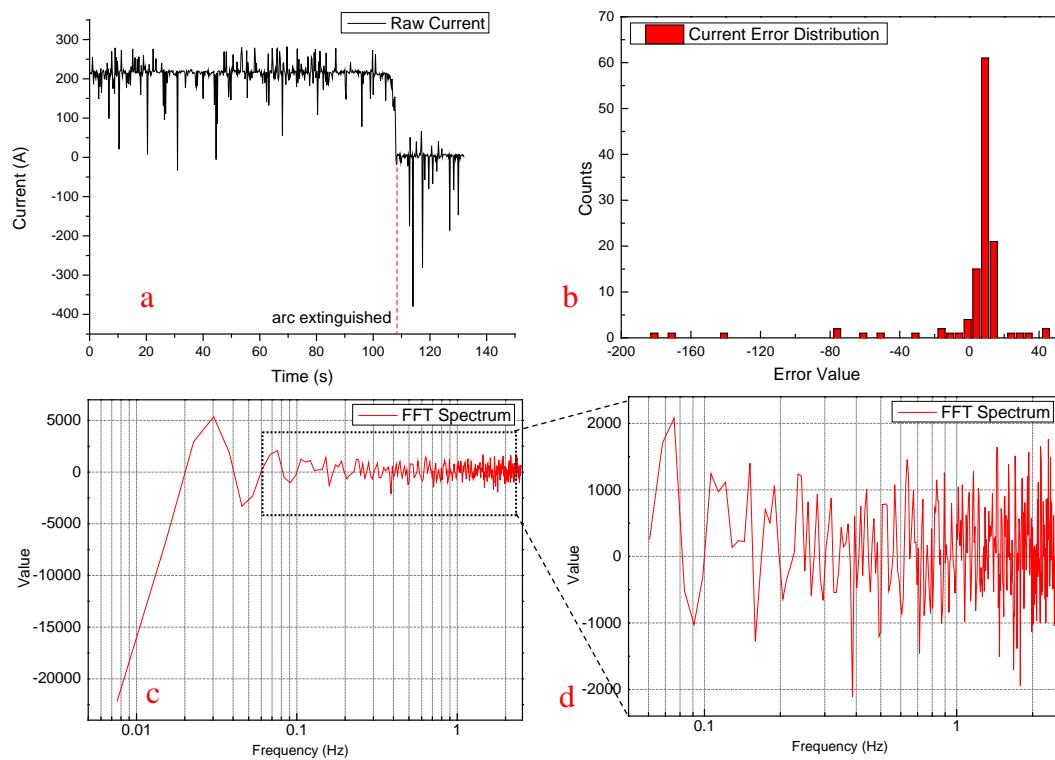 Raw Current
300
200
100
0
-100
-200
-300
-400
Current (A)
a
arc extinguished
0 20 40 60 80 100 120 140
Time (s)
Current Error Distribution
70
60
50
40
30
20
10
0
Counts
b
-200 -160 -120 -80 -40 0 40
Error Value
FFT Spectrum
5000
0
-5000
-10000
-15000
-20000
Value
c
0.01 0.1 1
Frequency (Hz)
FFT Spectrum
2000
1000
0
-1000
-2000
Value
d
0.1 1
Frequency (Hz)